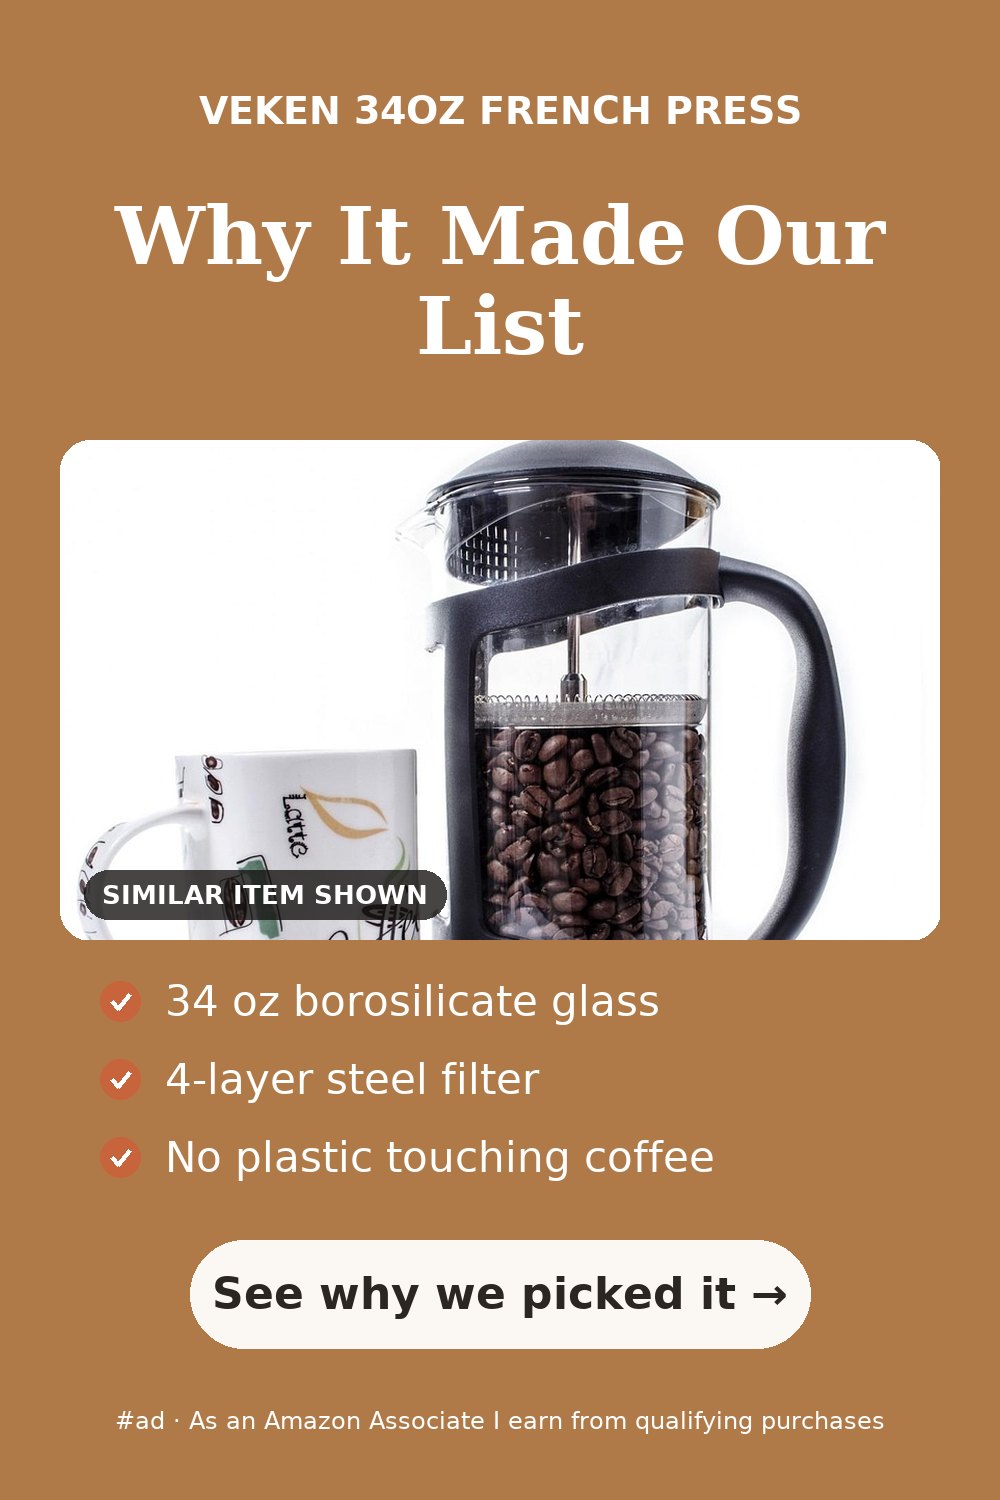 VEKEN 34OZ FRENCH PRESS
Why It Made Our
List
Latte
SIMILAR ITEM SHOWN
34 oz borosilicate glass
4-layer steel filter
No plastic touching coffee
See why we picked it →
#ad · As an Amazon Associate I earn from qualifying purchases